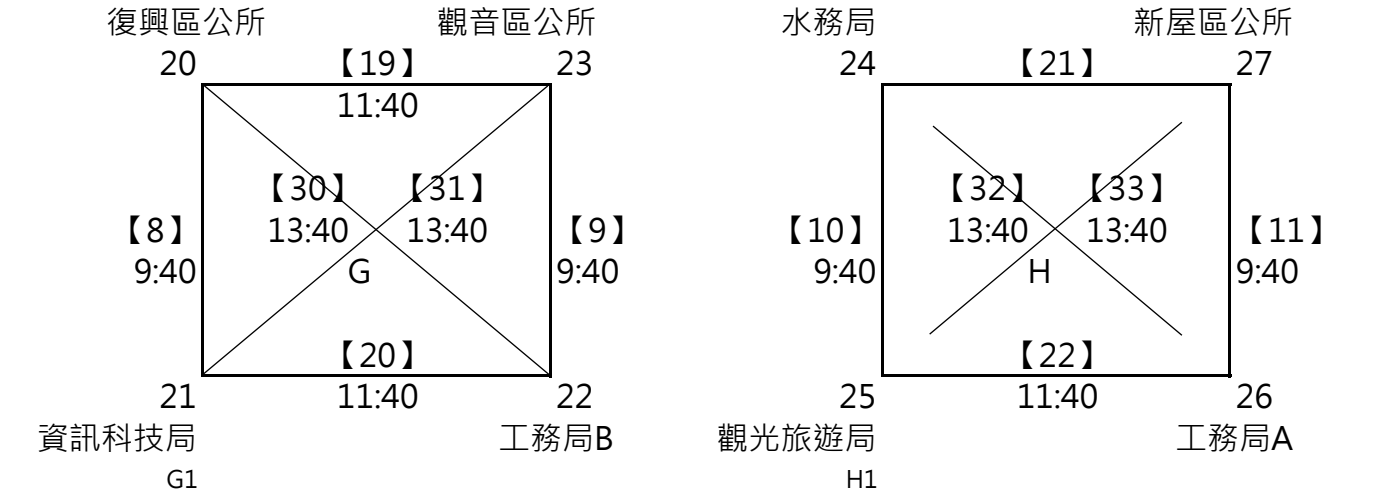 復興區公所 觀音區公所 水務局 新屋區公所
20 【19】 23 24 【21】 27
11:40
【30】 【31】 【32】 【33】
【8】 13:40 13:40 【9】 【10】 13:40 13:40 【11】
9:40 G 9:40 9:40 H 9:40
【20】 【22】
21 11:40 22 25 11:40 26
資訊科技局 工務局B 觀光旅遊局 工務局A
G1 H1